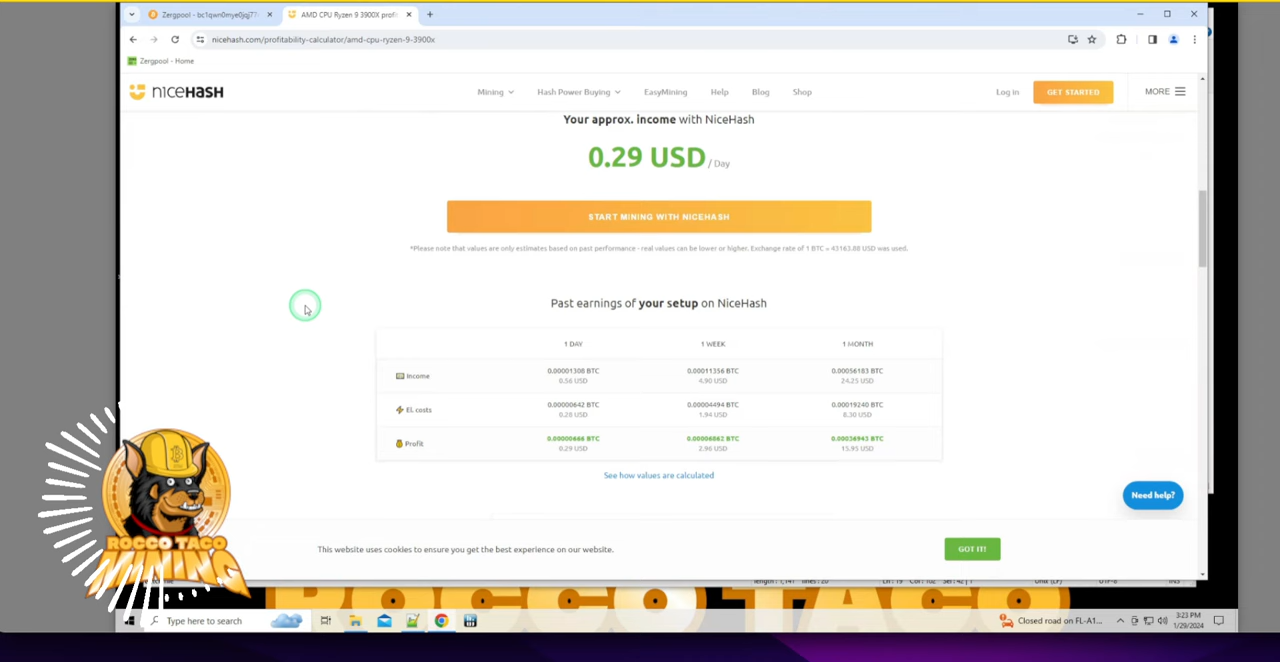 Zergpool - bc1qwn0mye0jqj7?
AMD CPU Ryzen 9 3900X profi
nicehash.com/profitability-calculator/amd-cpu-ryzen-9-3900x
Zergpool - Home
NICEHASH
Mining
Hash Power Buying
EasyMining
Help
Blog
Shop
Log in
GET STARTED
MORE
Your approx. income with NiceHash
0.29 USD / Day
START MINING WITH NICEHASH
*Please note that values are only estimates based on past performance - real values can be lower or higher. Exchange rate of 1 BTC = 43163.88 USD was used.
Past earnings of your setup on NiceHash
1 DAY 1 WEEK 1 MONTH
Income
0.00001308 BTC 0.00011356 BTC 0.00056183 BTC
0.56 USD 4.90 USD 24.25 USD
El. costs
0.00000642 BTC 0.00004494 BTC 0.00019240 BTC
0.28 USD 1.94 USD 8.30 USD
Profit
0.00000666 BTC 0.00006862 BTC 0.00036943 BTC
0.29 USD 2.96 USD 15.95 USD
See how values are calculated
Need help?
This website uses cookies to ensure you get the best experience on our website.
GOT IT!
ROCCO TACO
MINING
ROCCO TACO
Type here to search
Closed road on FL-A1...
3:23 PM
1/29/2024